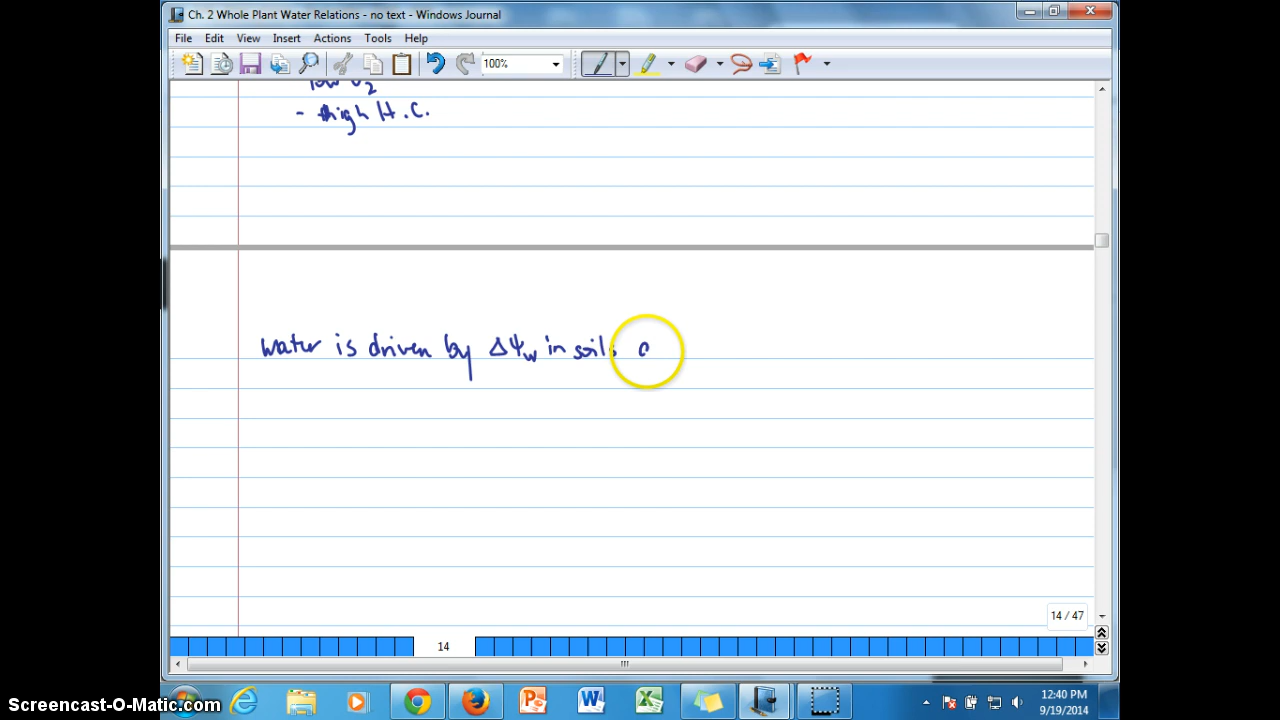 Ch. 2 Whole Plant Water Relations - no text - Windows Journal
File Edit View Insert Actions Tools Help
100%
low O2
- high H.C.
water is driven by ΔΨw in soils
14 / 47
14
Screencast-O-Matic.com
12:40 PM
9/19/2014